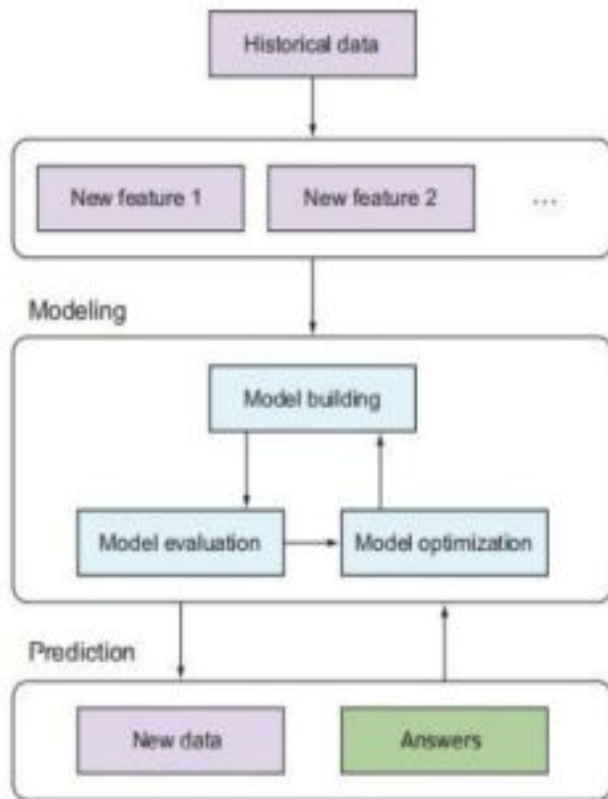 Historical data
New feature 1
New feature 2
...
Modeling
Model building
Model evaluation
Model optimization
Prediction
New data
Answers